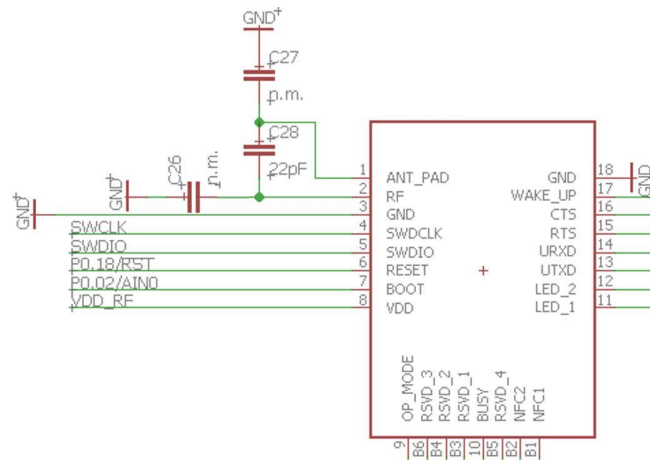 GND
C27
n.m.
C28
22pF
C26
n.m.
GND
GND
SWCLK
SWDIO
P0.18/RST
P0.02/AIN0
VDD_RF
1 ANT_PAD
2 RF
3 GND
4 SWDCLK
5 SWDIO
6 RESET
7 BOOT
8 VDD
GND 18 GND
WAKE_UP 17
CTS 16
RTS 15
URXD 14
UTXD 13
LED_2 12
LED_1 11
OP_MODE 9
RSVD_3 B6
RSVD_2 B4
RSVD_1 B3
BUSY 10
RSVD_4 B5
NFC2 B2
NFC1 B1